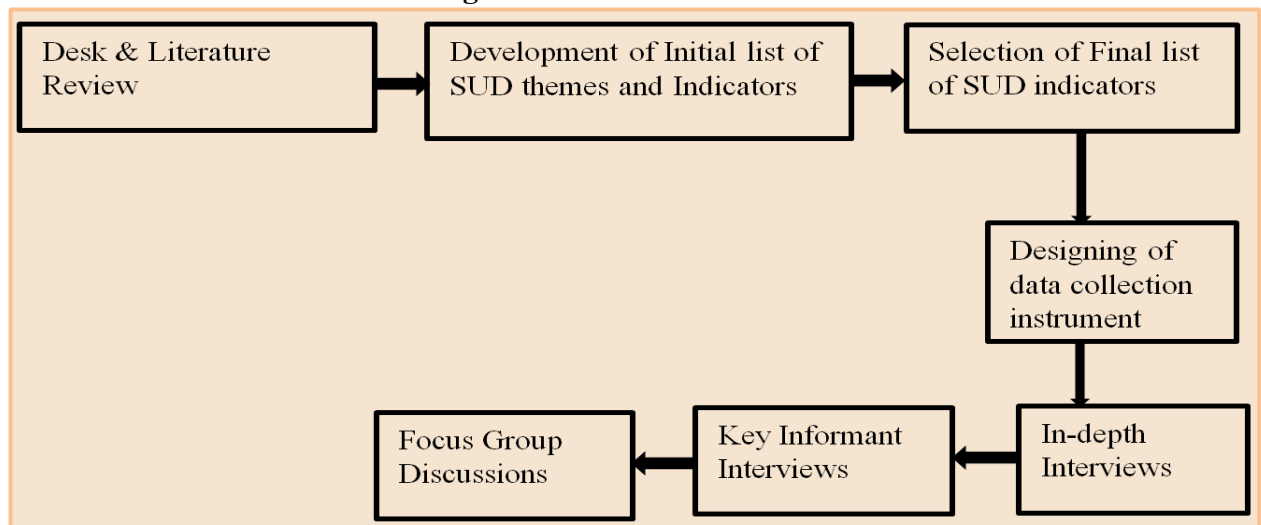 Desk & Literature
Review
Development of Initial list of
SUD themes and Indicators
Selection of Final list
of SUD indicators
Designing of
data collection
instrument
In-depth
Interviews
Key Informant
Interviews
Focus Group
Discussions